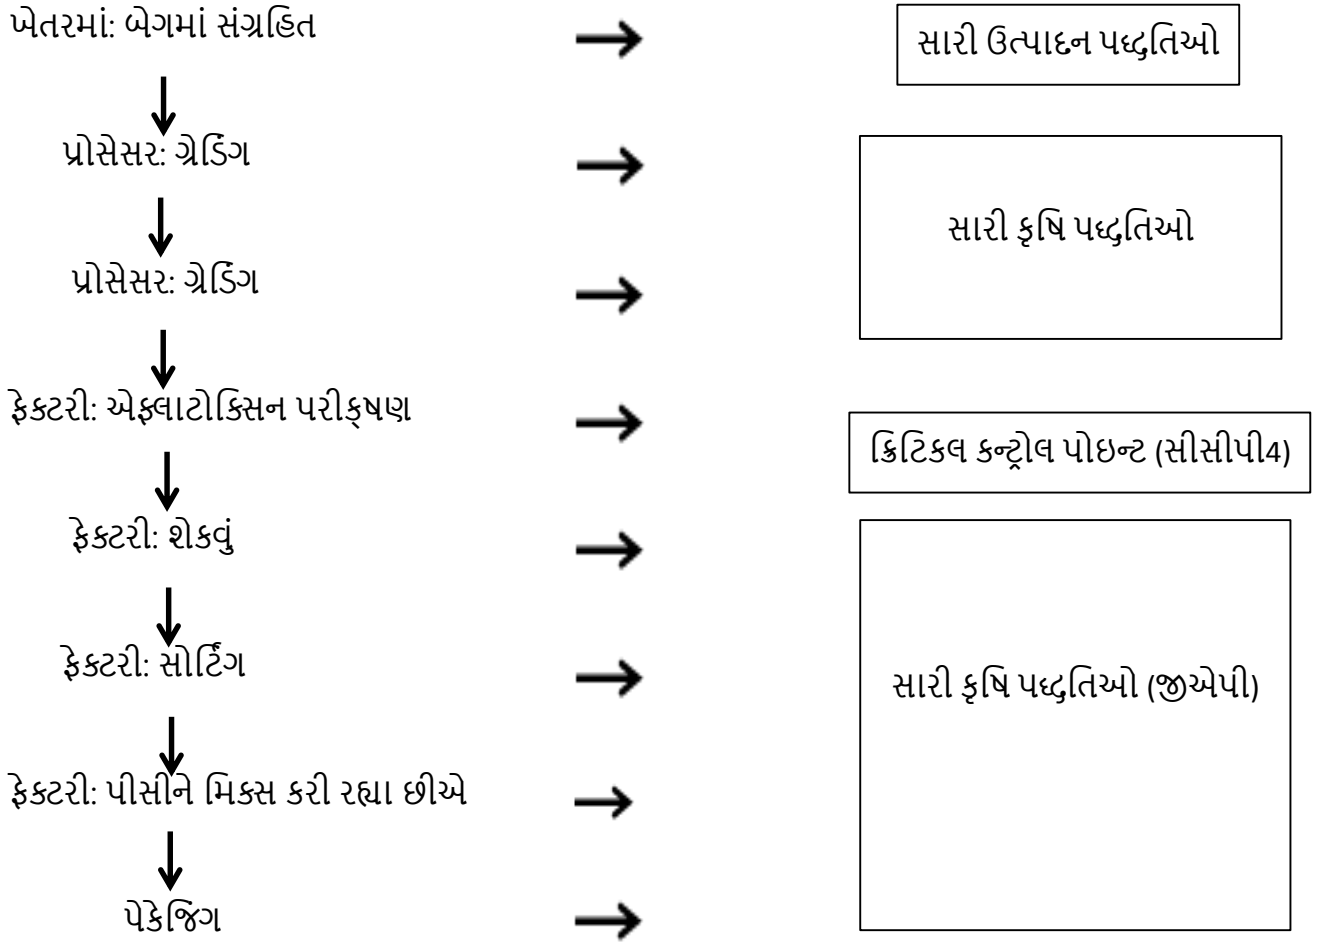 ખેતરમાં: બેગમાં સંગ્રહિત
સારી ઉત્પાદન પદ્ધતિઓ
પ્રોસેસર: ગ્રેડિંગ
સારી કૃષિ પદ્ધતિઓ
પ્રોસેસર: ગ્રેડિંગ
ફેક્ટરી: એફ્લાટોક્સિન પરીક્ષણ
ક્રિટિકલ કન્ટ્રોલ પોઇન્ટ (સીસીપી4)
ફેક્ટરી: શેકવું
ફેક્ટરી: સોર્ટિંગ
સારી કૃષિ પદ્ધતિઓ (જીએપી)
ફેક્ટરી: પીસીને મિક્સ કરી રહ્યા છીએ
પેકેજિંગ